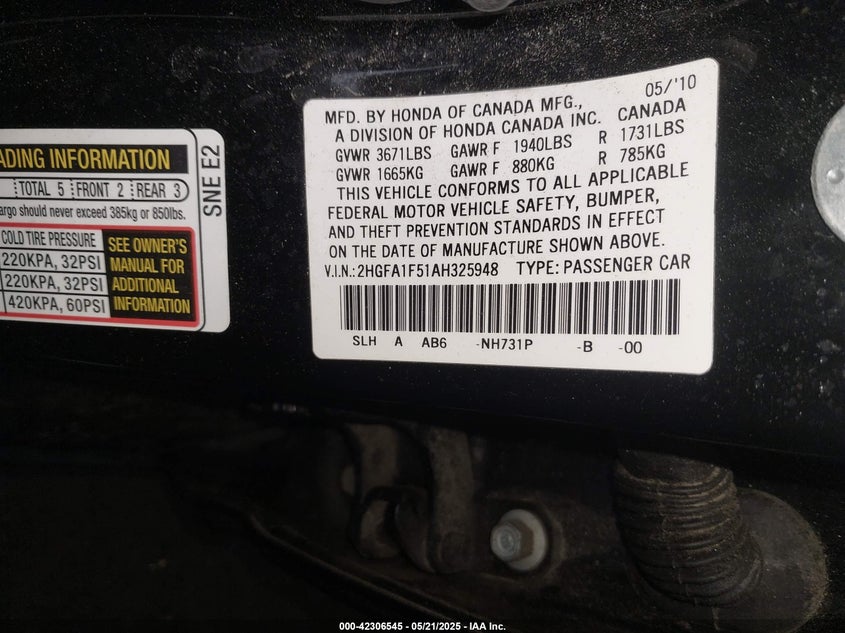 ADING INFORMATION
TOTAL 5 FRONT 2 REAR 3
argo should never exceed 385kg or 850lbs.
COLD TIRE PRESSURE
220KPA, 32PSI
220KPA, 32PSI
420KPA, 60PSI
SEE OWNER'S
MANUAL FOR
ADDITIONAL
INFORMATION
SNE E2
05/'10
MFD. BY HONDA OF CANADA MFG.,
A DIVISION OF HONDA CANADA INC. CANADA
GVWR 3671LBS GAWR F 1940LBS R 1731LBS
GVWR 1665KG GAWR F 880KG R 785KG
THIS VEHICLE CONFORMS TO ALL APPLICABLE
FEDERAL MOTOR VEHICLE SAFETY, BUMPER,
AND THEFT PREVENTION STANDARDS IN EFFECT
ON THE DATE OF MANUFACTURE SHOWN ABOVE.
V.I.N.: 2HGFA1F51AH325948 TYPE: PASSENGER CAR
SLH A AB6 -NH731P -B -00
000-42306545 - 05/21/2025 - IAA Inc.